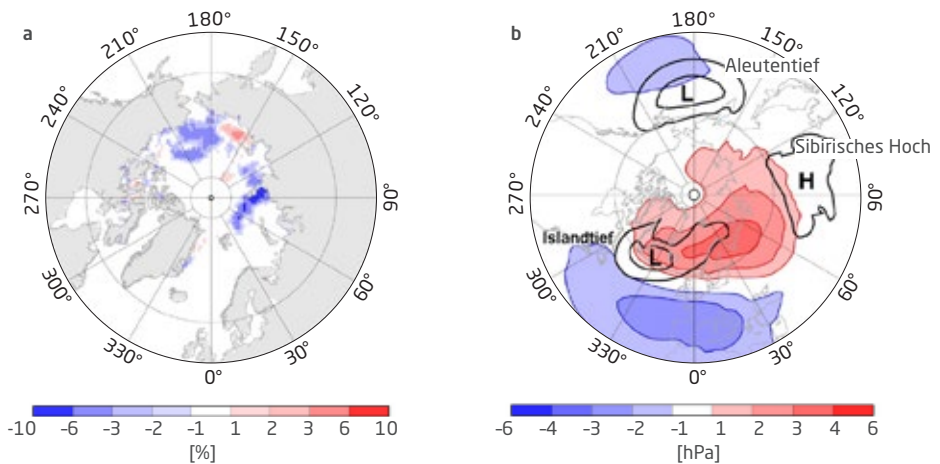 a
180°
150°
120°
90°
60°
30°
0°
330°
300°
270°
240°
210°
-10 -6 -3 -2 -1 1 2 3 6 10
[%]
b
180°
150°
120°
90°
60°
30°
0°
330°
300°
270°
240°
210°
Aleutentief
L
Sibirisches Hoch
H
Islandtief
L
-6 -4 -3 -2 -1 1 2 3 4 6
[hPa]